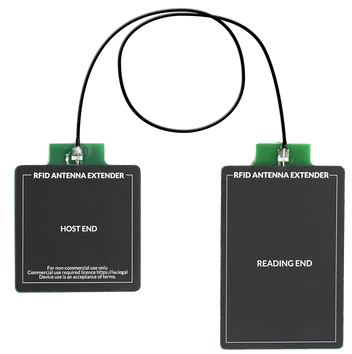 RFID ANTENNA EXTENDER
HOST END
For non-commercial use only.
Commercial use required licence https://iw.legal
Device use is an acceptance of terms.
RFID ANTENNA EXTENDER
READING END